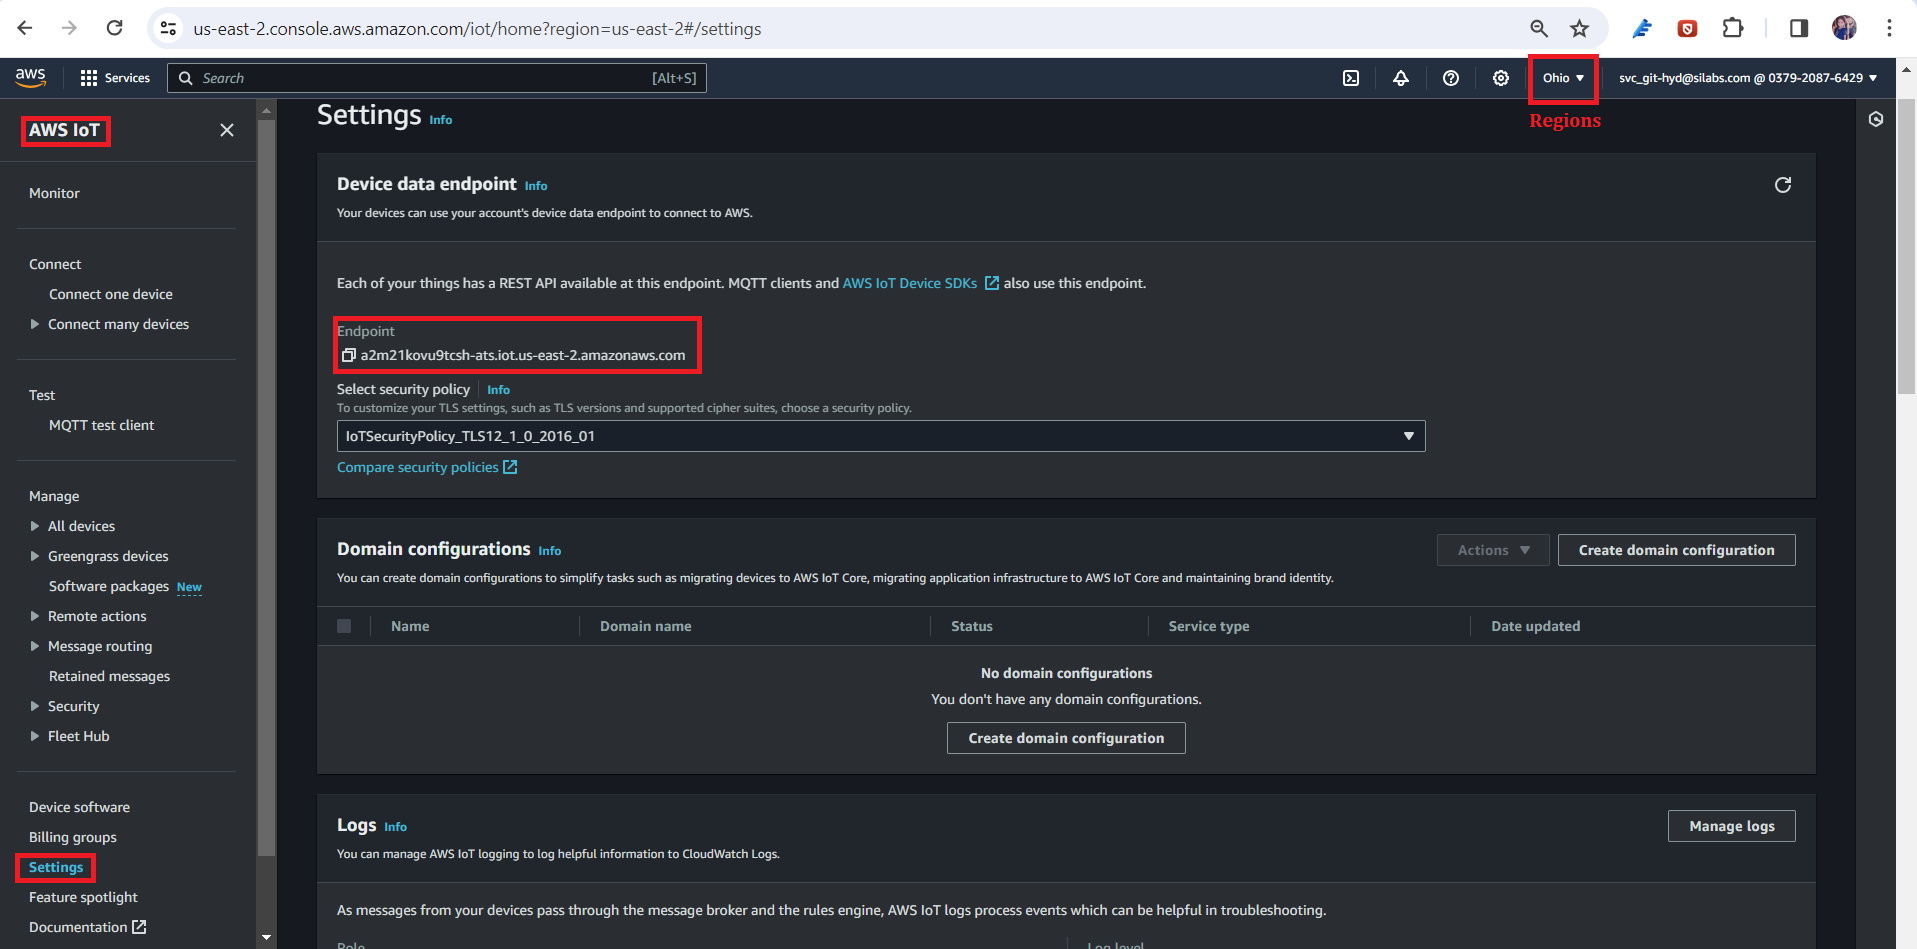 us-east-2.console.aws.amazon.com/iot/home?region=us-east-2#/settings
aws
Services
Search
[Alt+S]
Ohio
svc_git-hyd@silabs.com @ 0379-2087-6429
Regions
AWS IoT
Monitor
Connect
Connect one device
Connect many devices
Test
MQTT test client
Manage
All devices
Greengrass devices
Software packages New
Remote actions
Message routing
Retained messages
Security
Fleet Hub
Device software
Billing groups
Settings
Feature spotlight
Documentation
Settings Info
Device data endpoint Info
Your devices can use your account's device data endpoint to connect to AWS.
Each of your things has a REST API available at this endpoint. MQTT clients and AWS IoT Device SDKs also use this endpoint.
Endpoint
a2m21kovu9tcsh-ats.iot.us-east-2.amazonaws.com
Select security policy Info
To customize your TLS settings, such as TLS versions and supported cipher suites, choose a security policy.
IoTSecurityPolicy_TLS12_1_0_2016_01
Compare security policies
Domain configurations Info
Actions
Create domain configuration
You can create domain configurations to simplify tasks such as migrating devices to AWS IoT Core, migrating application infrastructure to AWS IoT Core and maintaining brand identity.
Name
Domain name
Status
Service type
Date updated
No domain configurations
You don't have any domain configurations.
Create domain configuration
Logs Info
Manage logs
You can manage AWS IoT logging to log helpful information to CloudWatch Logs.
As messages from your devices pass through the message broker and the rules engine, AWS IoT logs process events which can be helpful in troubleshooting.
Role
Log level